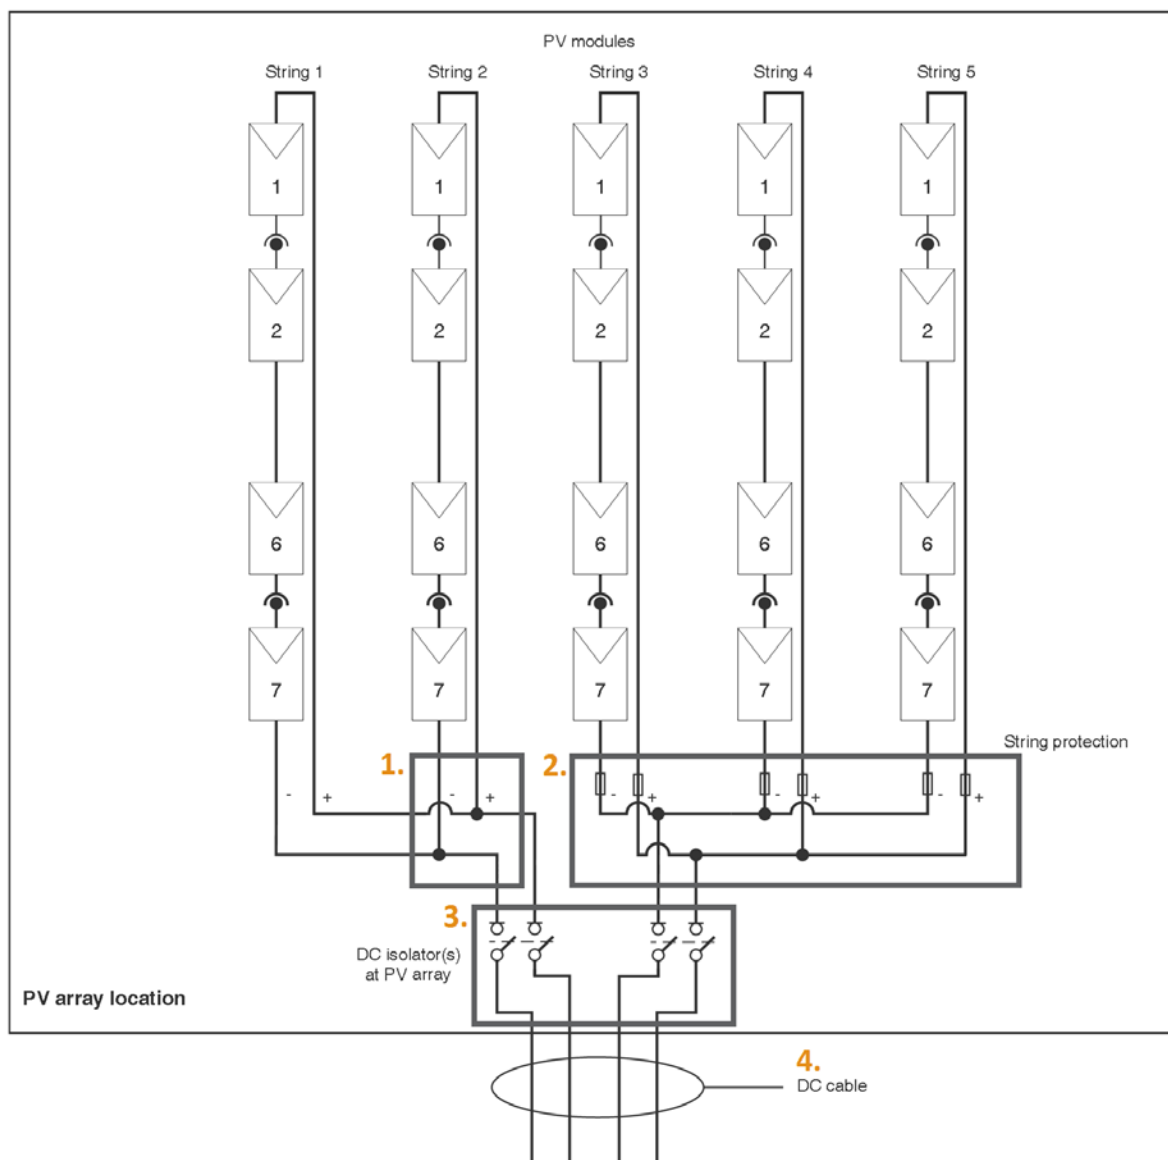 PV modules
String 1 String 2 String 3 String 4 String 5
1 1 1 1 1
2 2 2 2 2
6 6 6 6 6
7 7 7 7 7
String protection
1. 2.
- + - + - + - + - +
3.
DC isolator(s)
at PV array
PV array location
4.
DC cable